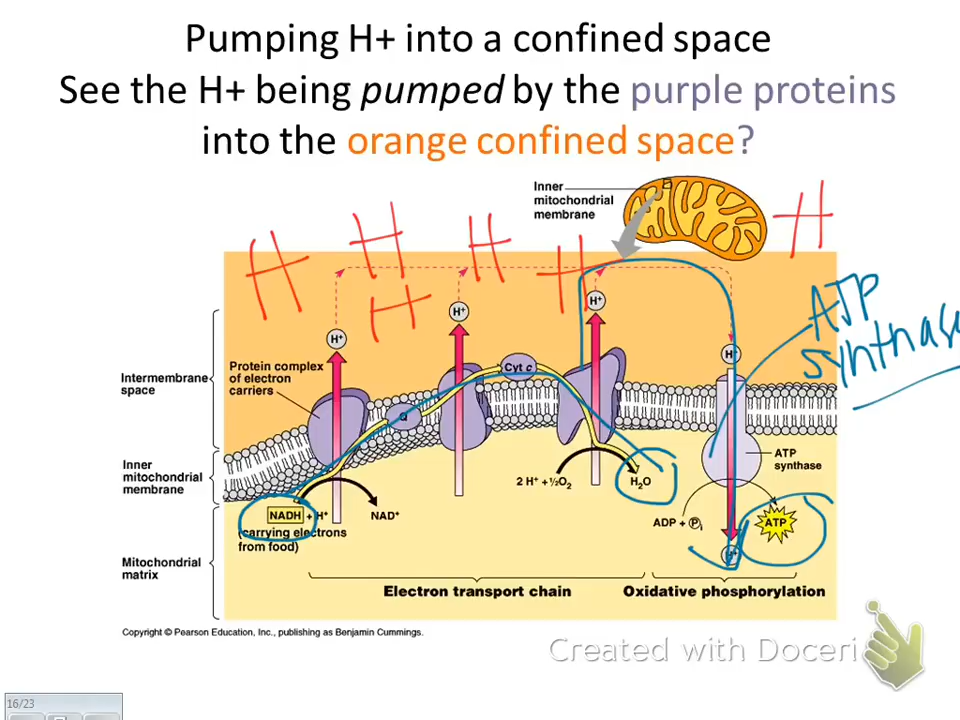 Pumping H+ into a confined space
See the H+ being pumped by the purple proteins
into the orange confined space?
Inner
mitochondrial
membrane
H H H H H H
ATP
synthase
H+ H+ H+ H+
Protein complex
of electron
carriers
Cyt c
Q
Intermembrane
space
Inner
mitochondrial
membrane
ATP
synthase
2 H+ + ½O2
H2O
NADH + H+
NAD+
ADP + Pi
ATP
(carrying electrons
from food)
H+
Mitochondrial
matrix
Electron transport chain
Oxidative phosphorylation
Copyright © Pearson Education, Inc., publishing as Benjamin Cummings.
Created with Doceri
16/23